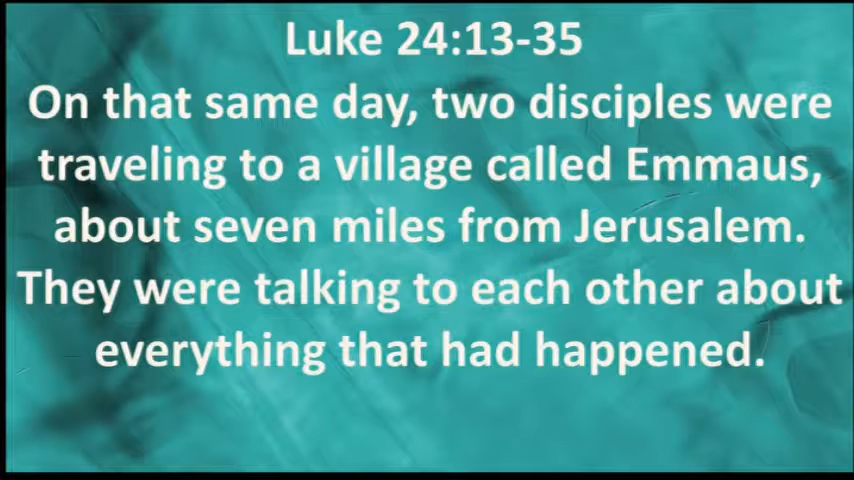 Luke 24:13-35
On that same day, two disciples were
traveling to a village called Emmaus,
about seven miles from Jerusalem.
They were talking to each other about
everything that had happened.